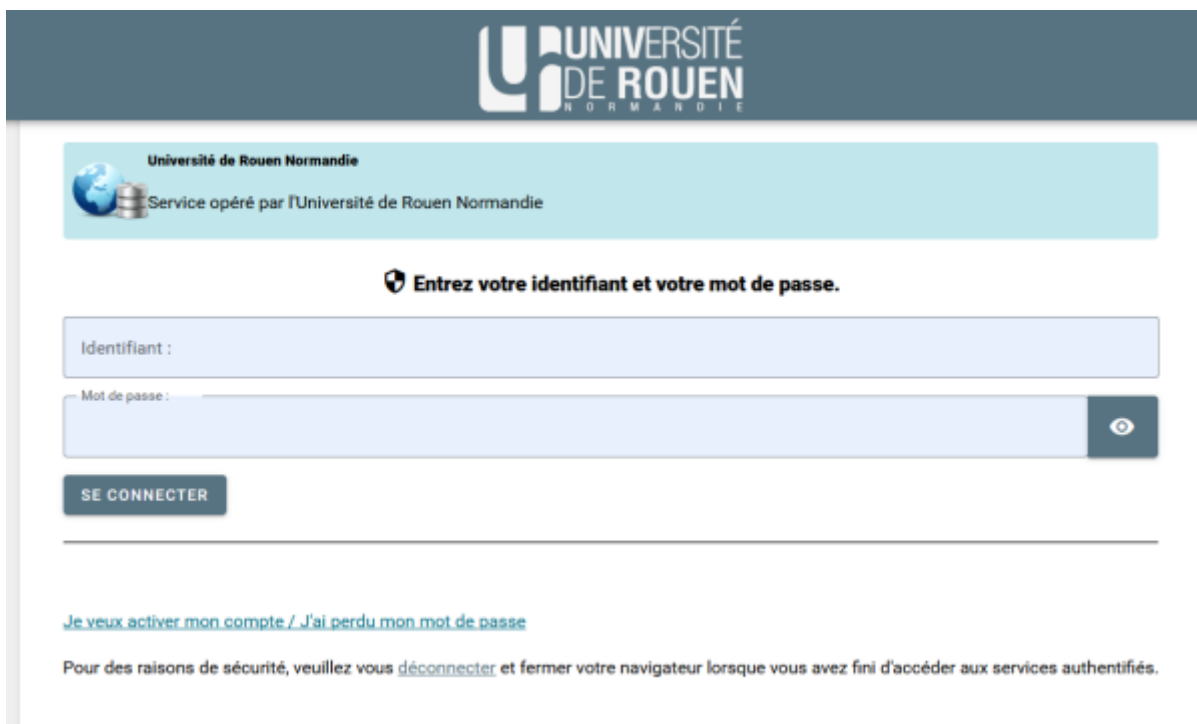 UNIVERSITÉ
DE ROUEN
NORMANDIE
Université de Rouen Normandie
Service opéré par l'Université de Rouen Normandie
Entrez votre identifiant et votre mot de passe.
Identifiant :
Mot de passe :
SE CONNECTER
Je veux activer mon compte / J'ai perdu mon mot de passe
Pour des raisons de sécurité, veuillez vous déconnecter et fermer votre navigateur lorsque vous avez fini d'accéder aux services authentifiés.